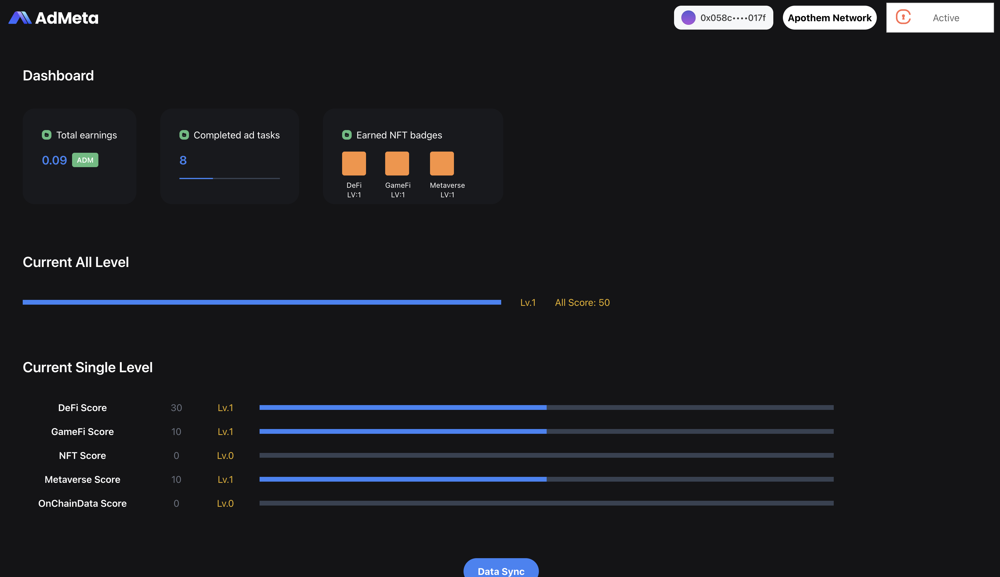 AdMeta
0x058c••••017f
Apothem Network
Active
Dashboard
Total earnings
0.09 ADM
Completed ad tasks
8
Earned NFT badges
DeFi
LV:1
GameFi
LV:1
Metaverse
LV:1
Current All Level
Lv.1 All Score: 50
Current Single Level
DeFi Score 30 Lv.1
GameFi Score 10 Lv.1
NFT Score 0 Lv.0
Metaverse Score 10 Lv.1
OnChainData Score 0 Lv.0
Data Sync